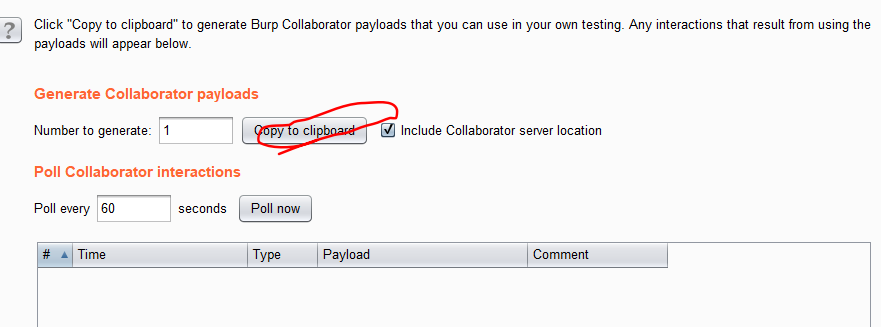 Click "Copy to clipboard" to generate Burp Collaborator payloads that you can use in your own testing. Any interactions that result from using the
payloads will appear below.
Generate Collaborator payloads
Number to generate: 1 Copy to clipboard Include Collaborator server location
Poll Collaborator interactions
Poll every 60 seconds Poll now
# Time Type Payload Comment